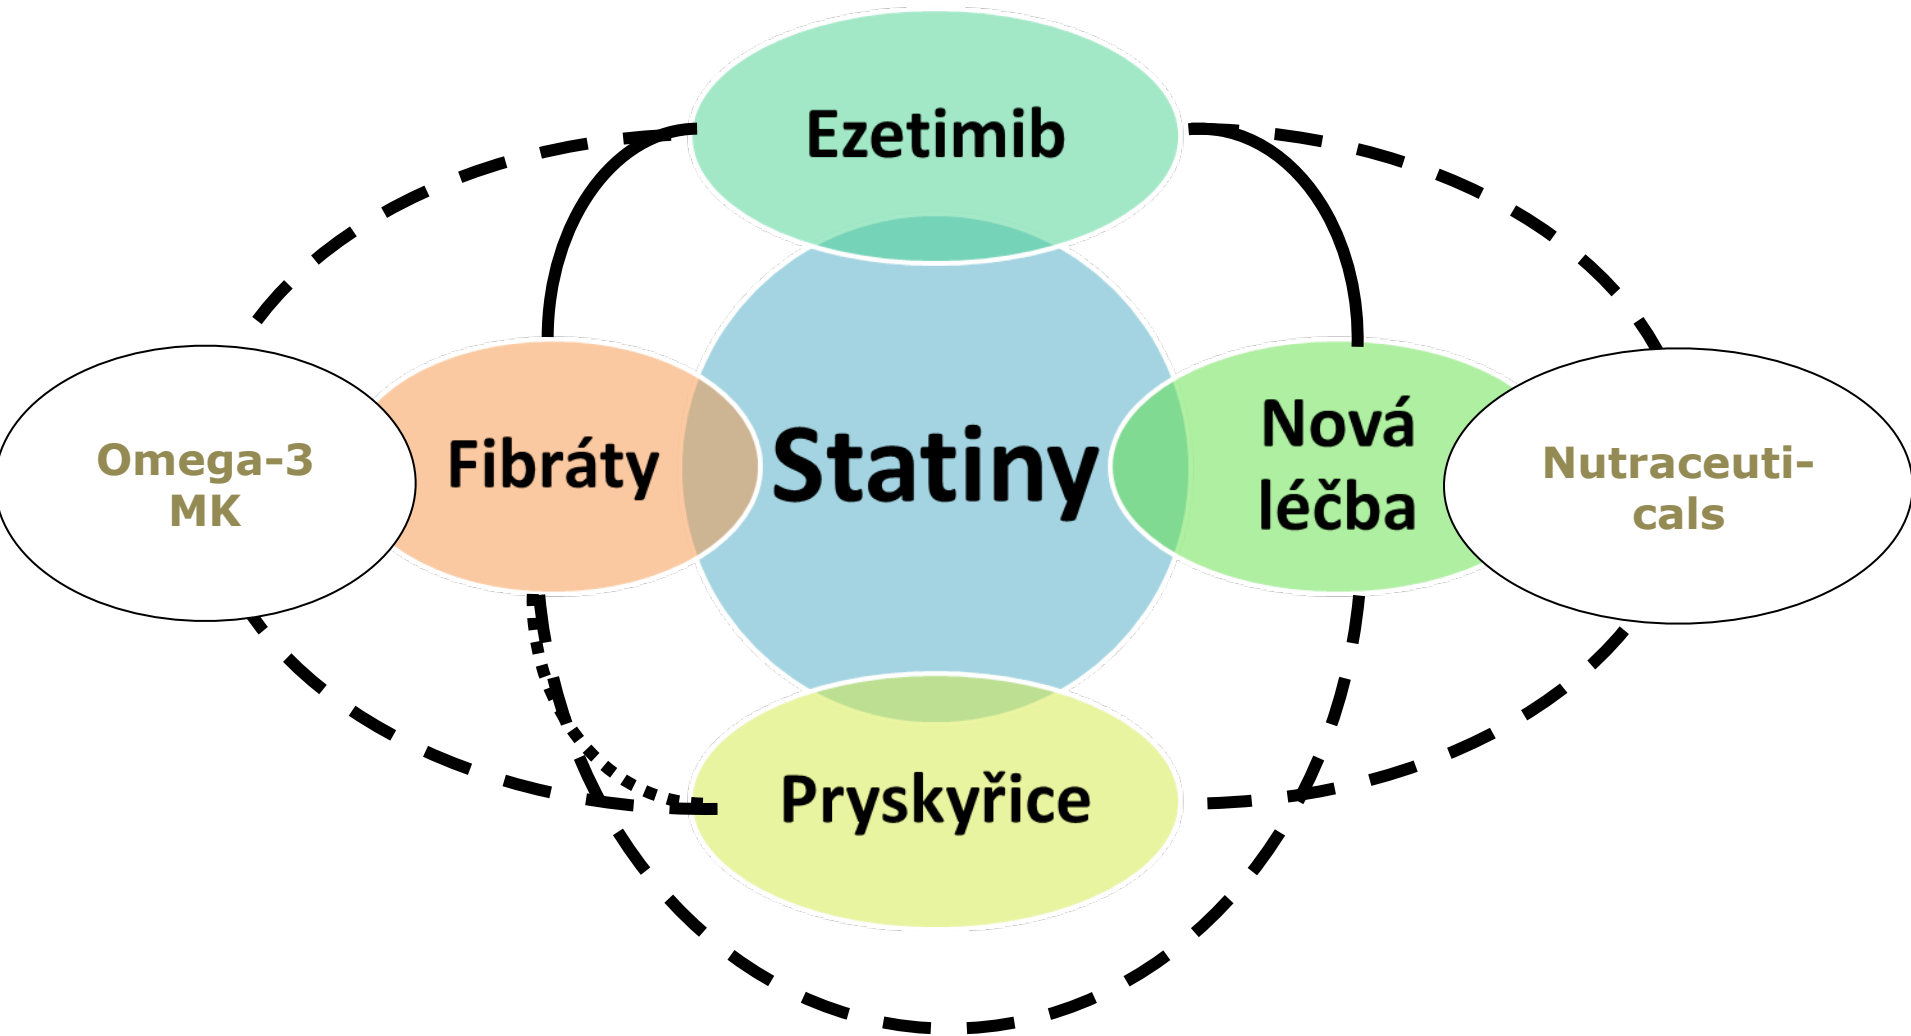 Ezetimib
Omega-3
MK
Fibráty
Statiny
Nová
léčba
Nutraceuti-
cals
Pryskyřice